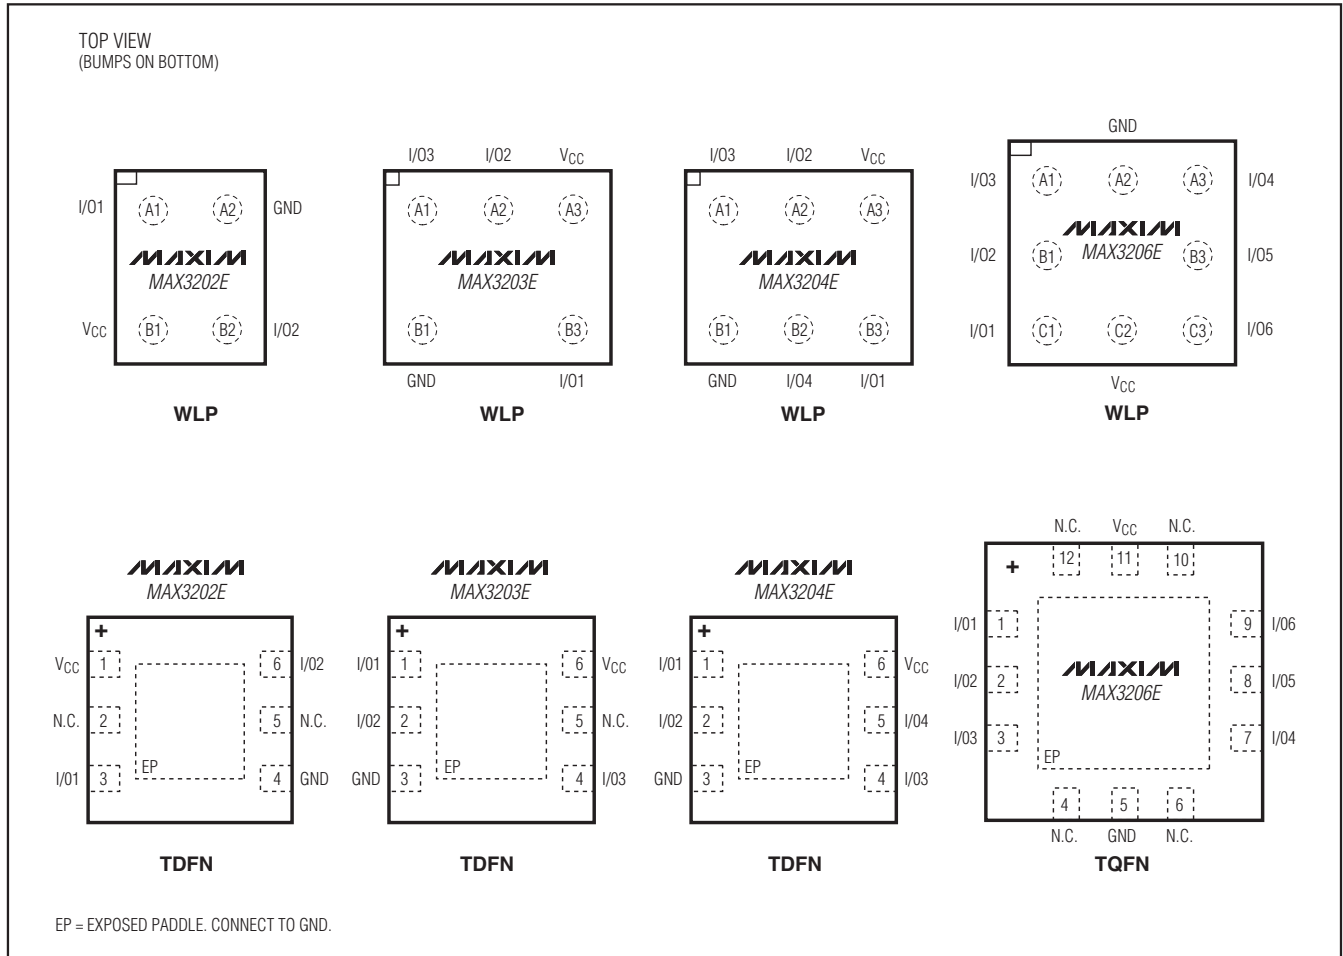 TOP VIEW
(BUMPS ON BOTTOM)
I/O1
A1
A2
GND
MAXIM
MAX3202E
VCC
B1
B2
I/O2
WLP
I/O3
I/O2
VCC
A1
A2
A3
MAXIM
MAX3203E
B1
B3
GND
I/O1
WLP
I/O3
I/O2
VCC
A1
A2
A3
MAXIM
MAX3204E
B1
B2
B3
GND
I/O4
I/O1
WLP
GND
I/O3
A1
A2
A3
I/O4
MAXIM
MAX3206E
I/O2
B1
B3
I/O5
I/O1
C1
C2
C3
I/O6
VCC
WLP
MAXIM
MAX3202E
+
VCC
1
6
I/O2
N.C.
2
5
N.C.
EP
I/O1
3
4
GND
TDFN
MAXIM
MAX3203E
+
I/O1
1
6
VCC
I/O2
2
5
N.C.
EP
GND
3
4
I/O3
TDFN
MAXIM
MAX3204E
+
I/O1
1
6
VCC
I/O2
2
5
I/O4
EP
GND
3
4
I/O3
TDFN
N.C.
VCC
N.C.
12
11
10
+
I/O1
1
9
I/O6
MAXIM
MAX3206E
I/O2
2
8
I/O5
I/O3
3
7
I/O4
EP
4
5
6
N.C.
GND
N.C.
TQFN
EP = EXPOSED PADDLE. CONNECT TO GND.